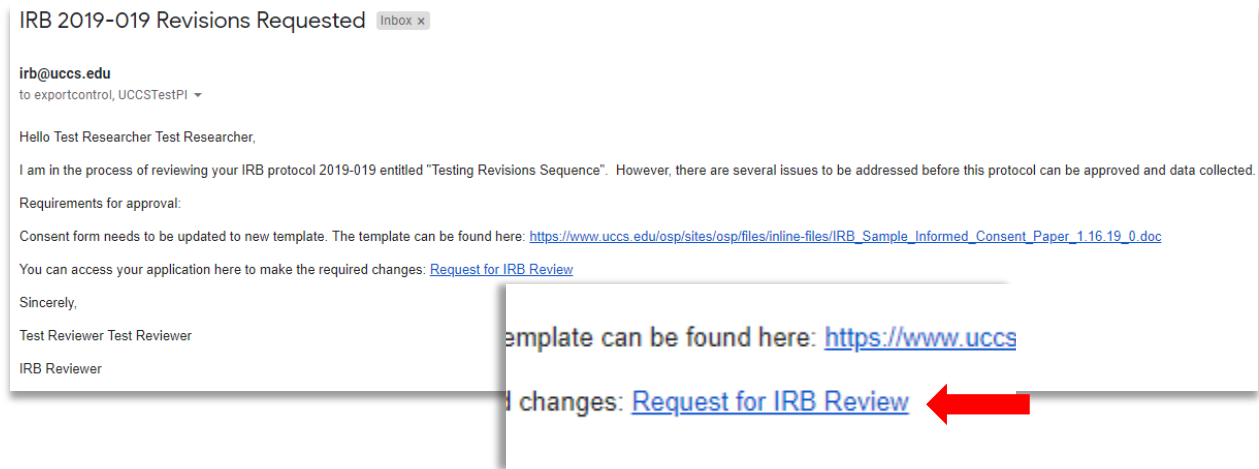 IRB 2019-019 Revisions Requested Inbox x
irb@uccs.edu
to exportcontrol, UCCSTestPI
Hello Test Researcher Test Researcher,
I am in the process of reviewing your IRB protocol 2019-019 entitled "Testing Revisions Sequence".  However, there are several issues to be addressed before this protocol can be approved and data collected.
Requirements for approval:
Consent form needs to be updated to new template. The template can be found here: https://www.uccs.edu/osp/sites/osp/files/inline-files/IRB_Sample_Informed_Consent_Paper_1.16.19_0.doc
You can access your application here to make the required changes: Request for IRB Review
Sincerely,
Test Reviewer Test Reviewer
IRB Reviewer
emplate can be found here: https://www.uccs
d changes: Request for IRB Review